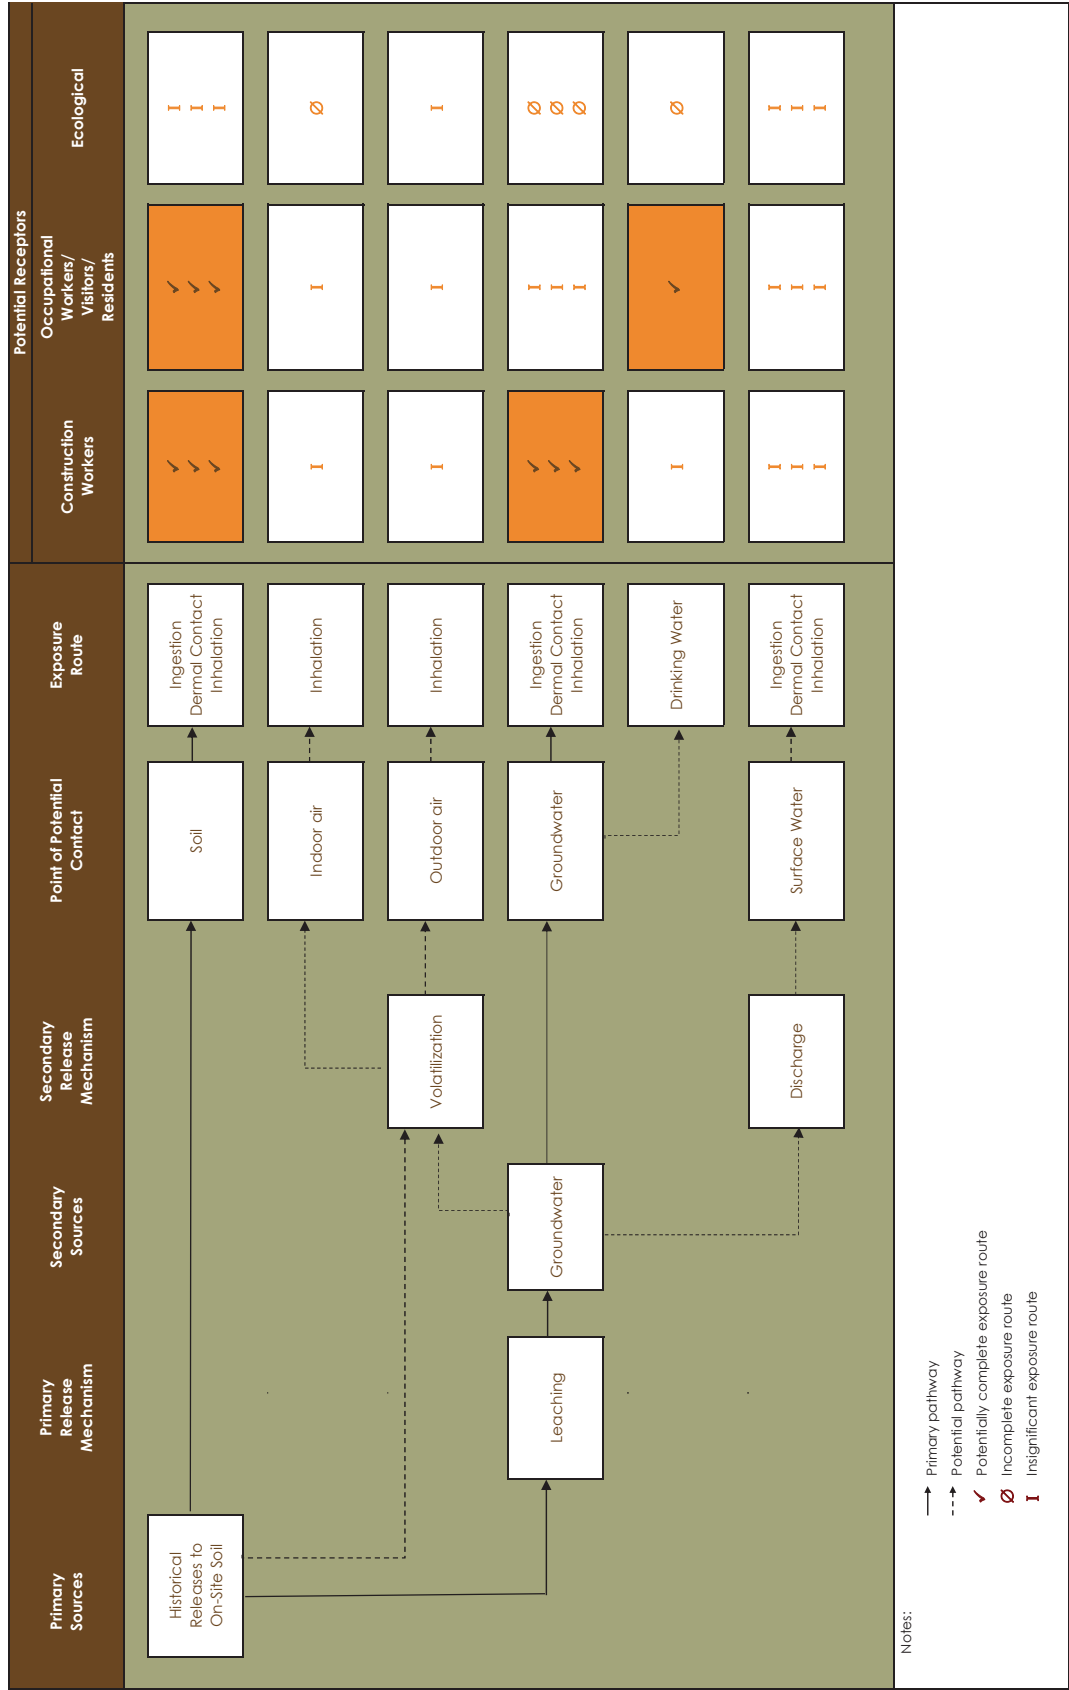 Primary
Sources
Primary
Release
Mechanism
Secondary
Sources
Secondary
Release
Mechanism
Point of Potential
Contact
Exposure
Route
Potential Receptors
Construction
Workers
Occupational
Workers/
Visitors/
Residents
Ecological
Historical
Releases to
On-Site Soil
Soil
Ingestion
Dermal Contact
Inhalation
✓
✓
✓
✓
✓
✓
I
I
I
Indoor air
Inhalation
I
I
Ø
Volatilization
Outdoor air
Inhalation
I
I
I
Leaching
Groundwater
Groundwater
Ingestion
Dermal Contact
Inhalation
✓
✓
✓
I
I
I
Ø
Ø
Ø
Drinking Water
I
✓
Ø
Discharge
Surface Water
Ingestion
Dermal Contact
Inhalation
I
I
I
I
I
I
I
I
I
Notes:
Primary pathway
Potential pathway
✓ Potentially complete exposure route
Ø Incomplete exposure route
I Insignificant exposure route